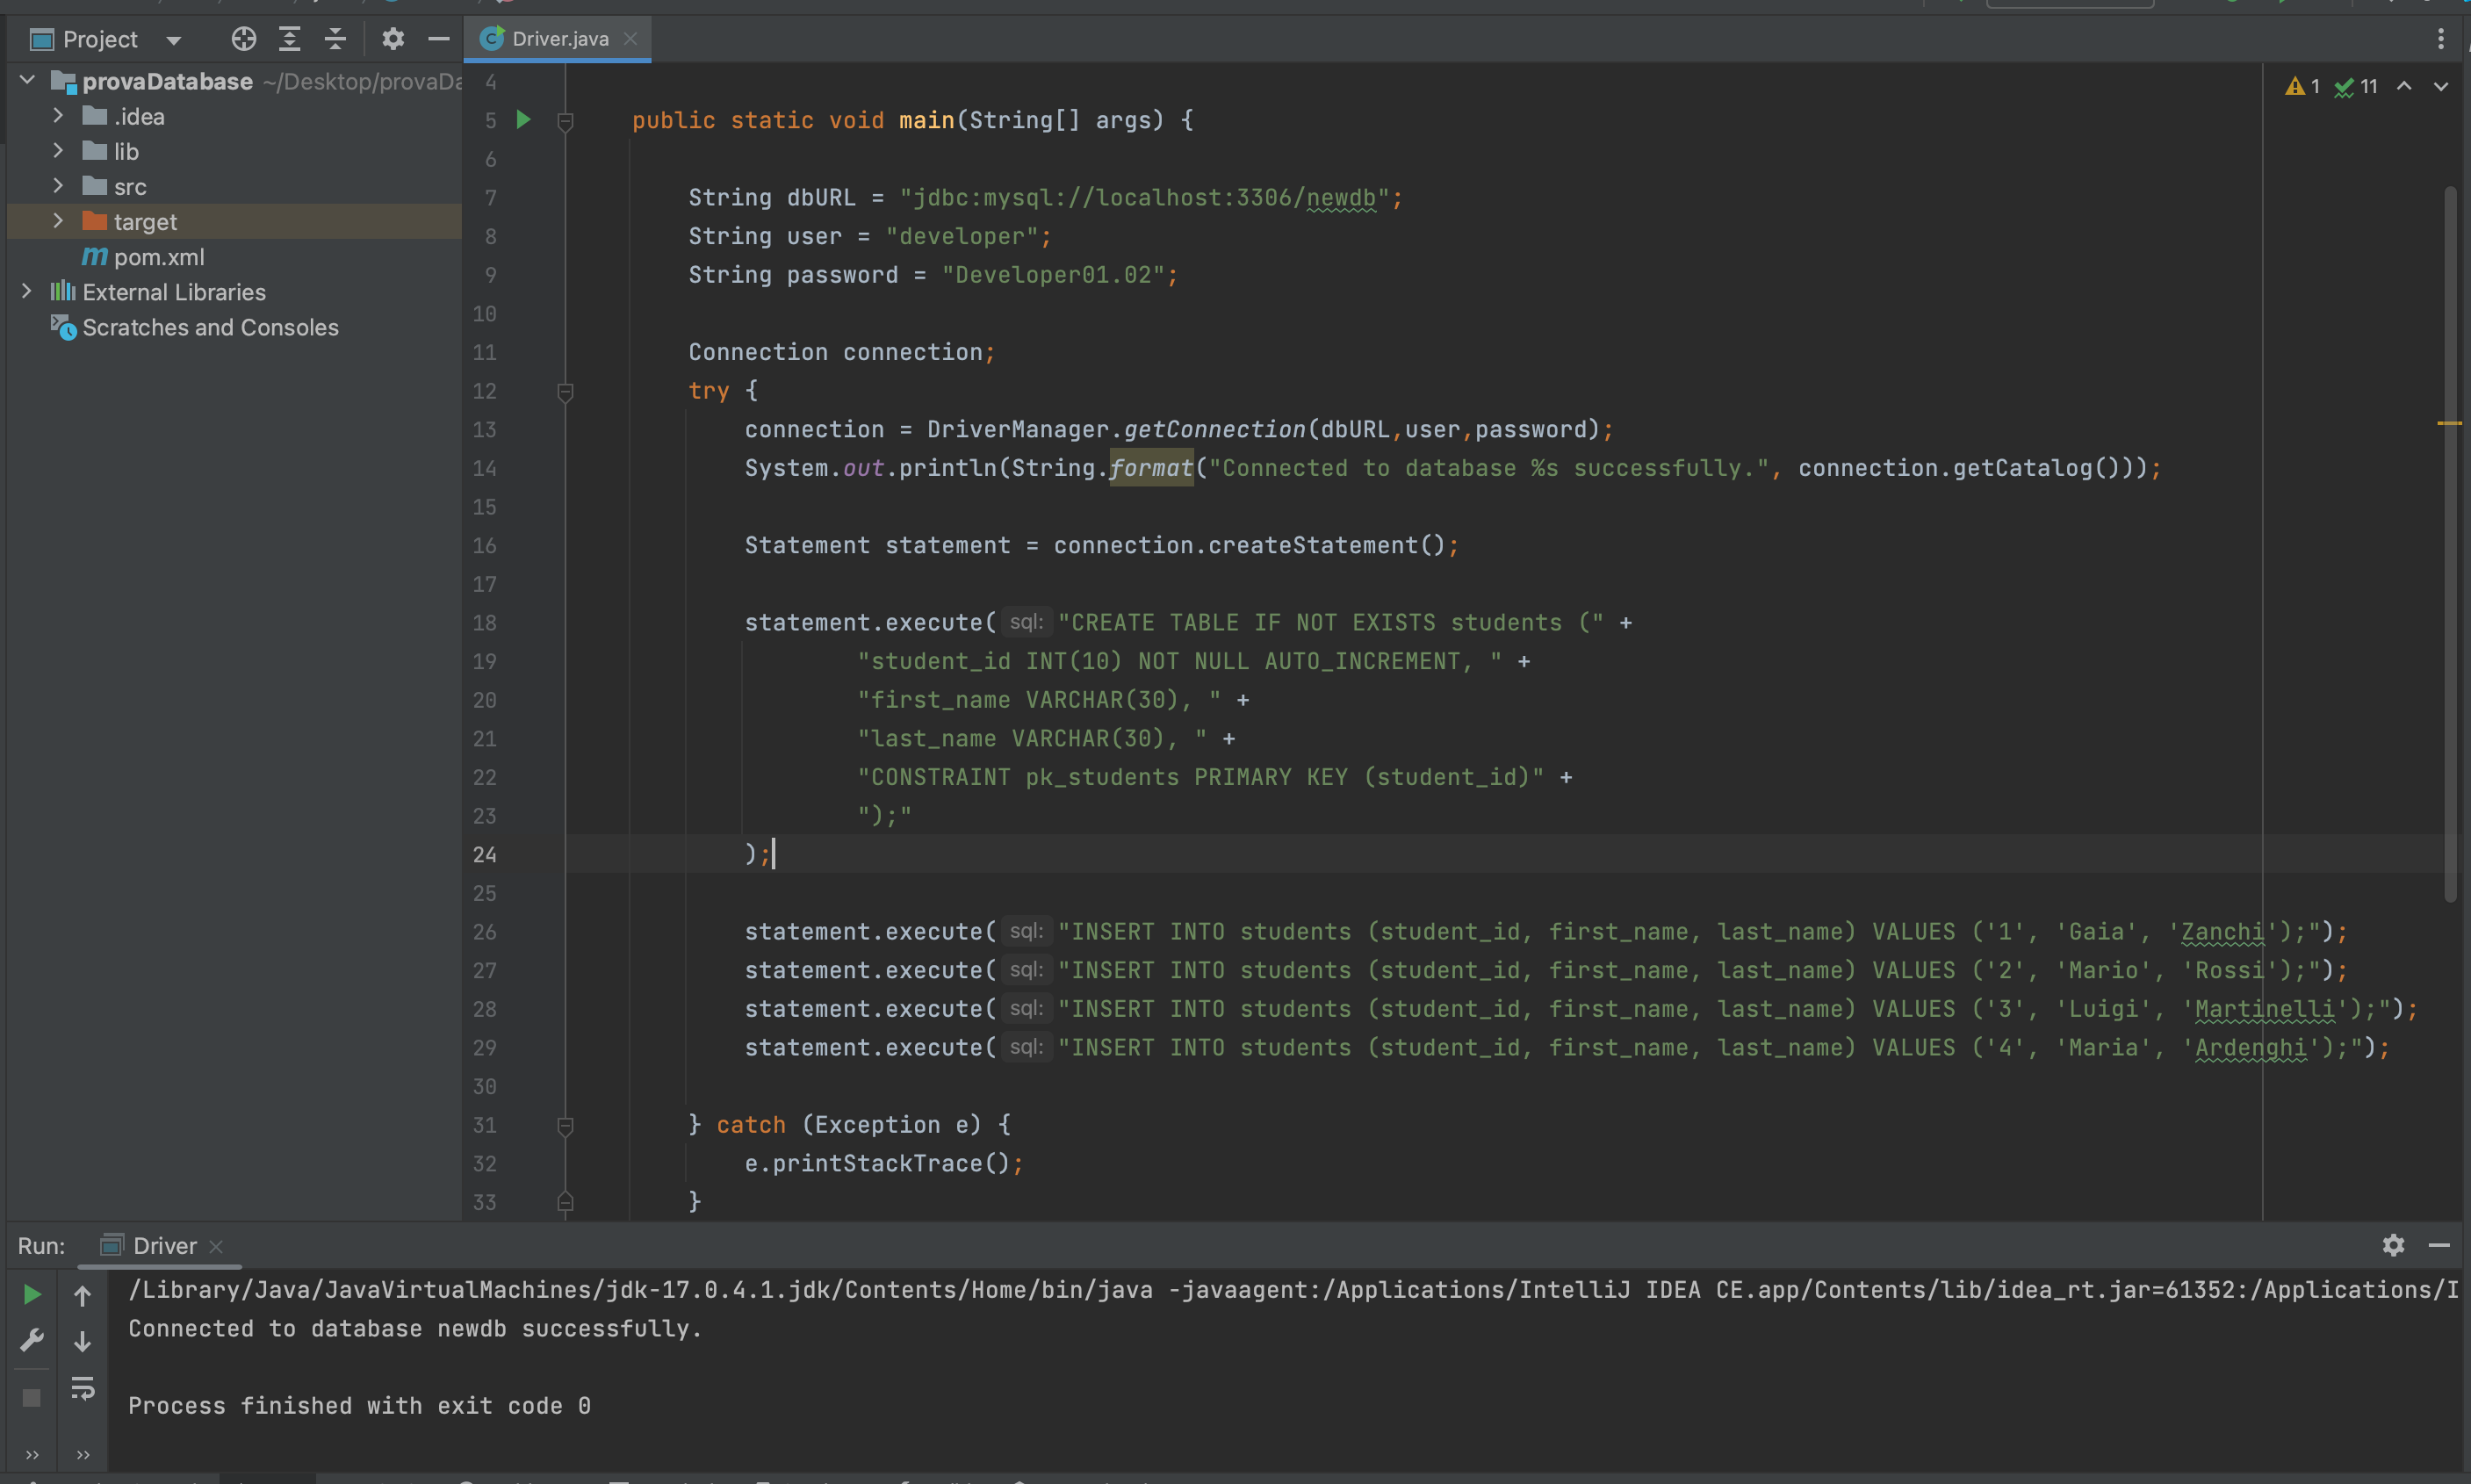 Project
Driver.java
provaDatabase ~/Desktop/provaDa
.idea
lib
src
target
pom.xml
External Libraries
Scratches and Consoles
1 11
4
5 public static void main(String[] args) {
6
7 String dbURL = "jdbc:mysql://localhost:3306/newdb";
8 String user = "developer";
9 String password = "Developer01.02";
10
11 Connection connection;
12 try {
13 connection = DriverManager.getConnection(dbURL,user,password);
14 System.out.println(String.format("Connected to database %s successfully.", connection.getCatalog()));
15
16 Statement statement = connection.createStatement();
17
18 statement.execute( sql: "CREATE TABLE IF NOT EXISTS students (" +
19 "student_id INT(10) NOT NULL AUTO_INCREMENT, " +
20 "first_name VARCHAR(30), " +
21 "last_name VARCHAR(30), " +
22 "CONSTRAINT pk_students PRIMARY KEY (student_id)" +
23 ");"
24 );
25
26 statement.execute( sql: "INSERT INTO students (student_id, first_name, last_name) VALUES ('1', 'Gaia', 'Zanchi');");
27 statement.execute( sql: "INSERT INTO students (student_id, first_name, last_name) VALUES ('2', 'Mario', 'Rossi');");
28 statement.execute( sql: "INSERT INTO students (student_id, first_name, last_name) VALUES ('3', 'Luigi', 'Martinelli');");
29 statement.execute( sql: "INSERT INTO students (student_id, first_name, last_name) VALUES ('4', 'Maria', 'Ardenghi');");
30
31 } catch (Exception e) {
32 e.printStackTrace();
33 }
Run: Driver
/Library/Java/JavaVirtualMachines/jdk-17.0.4.1.jdk/Contents/Home/bin/java -javaagent:/Applications/IntelliJ IDEA CE.app/Contents/lib/idea_rt.jar=61352:/Applications/I
Connected to database newdb successfully.
Process finished with exit code 0